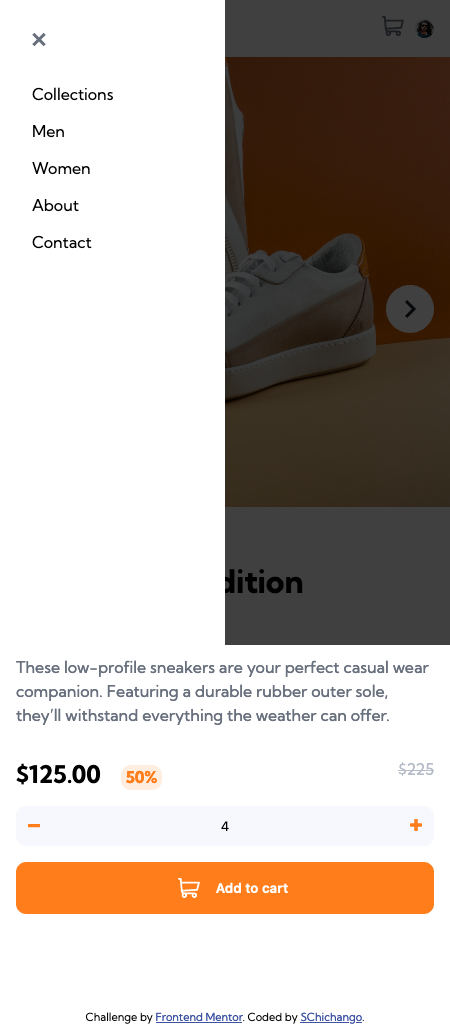 Collections
Men
Women
About
Contact
dition
These low-profile sneakers are your perfect casual wear
companion. Featuring a durable rubber outer sole,
they’ll withstand everything the weather can offer.
$125.00 50% $225
4
Add to cart
Challenge by Frontend Mentor. Coded by SChichango.